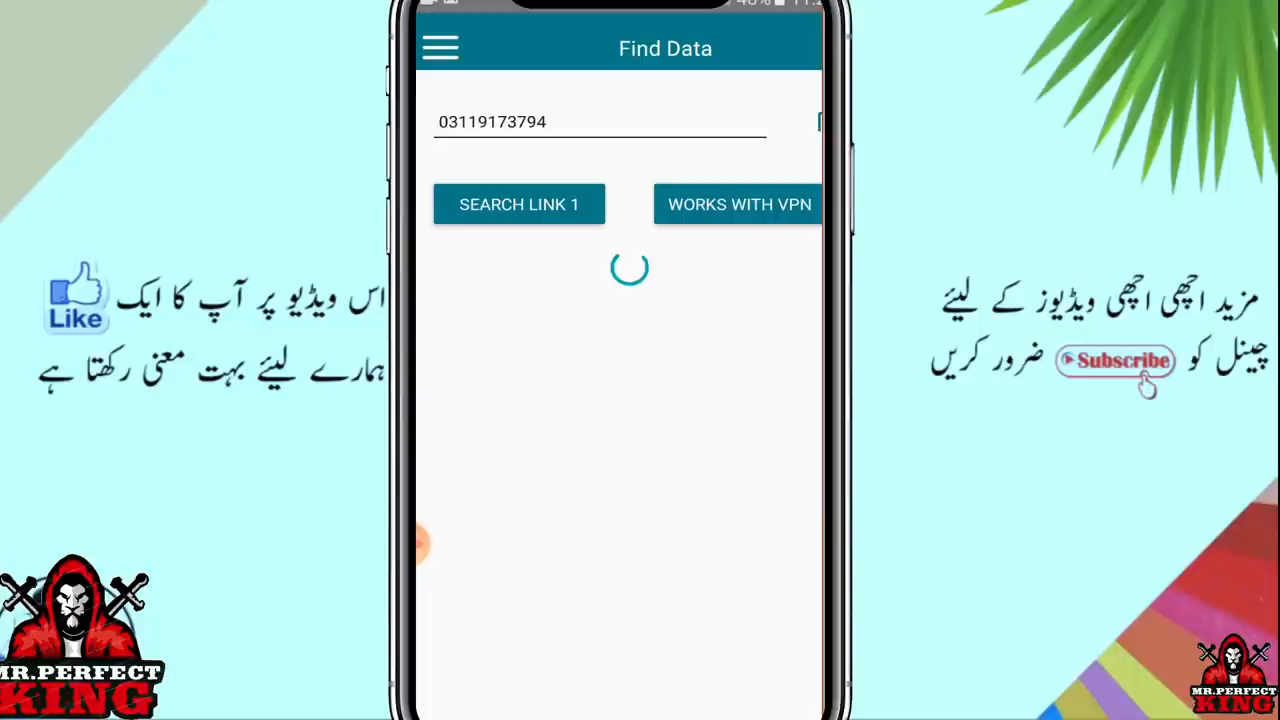 Find Data
03119173794
SEARCH LINK 1
WORKS WITH VPN
اس ویڈیو پر آپ کا ایک
Like
ہمارے لیئے بہت معنی رکھتا ہے
مزید اچھی اچھی ویڈیوز کے لیئے
چینل کو Subscribe ضرور کریں
MR.PERFECT
KING
MR.PERFECT
KING